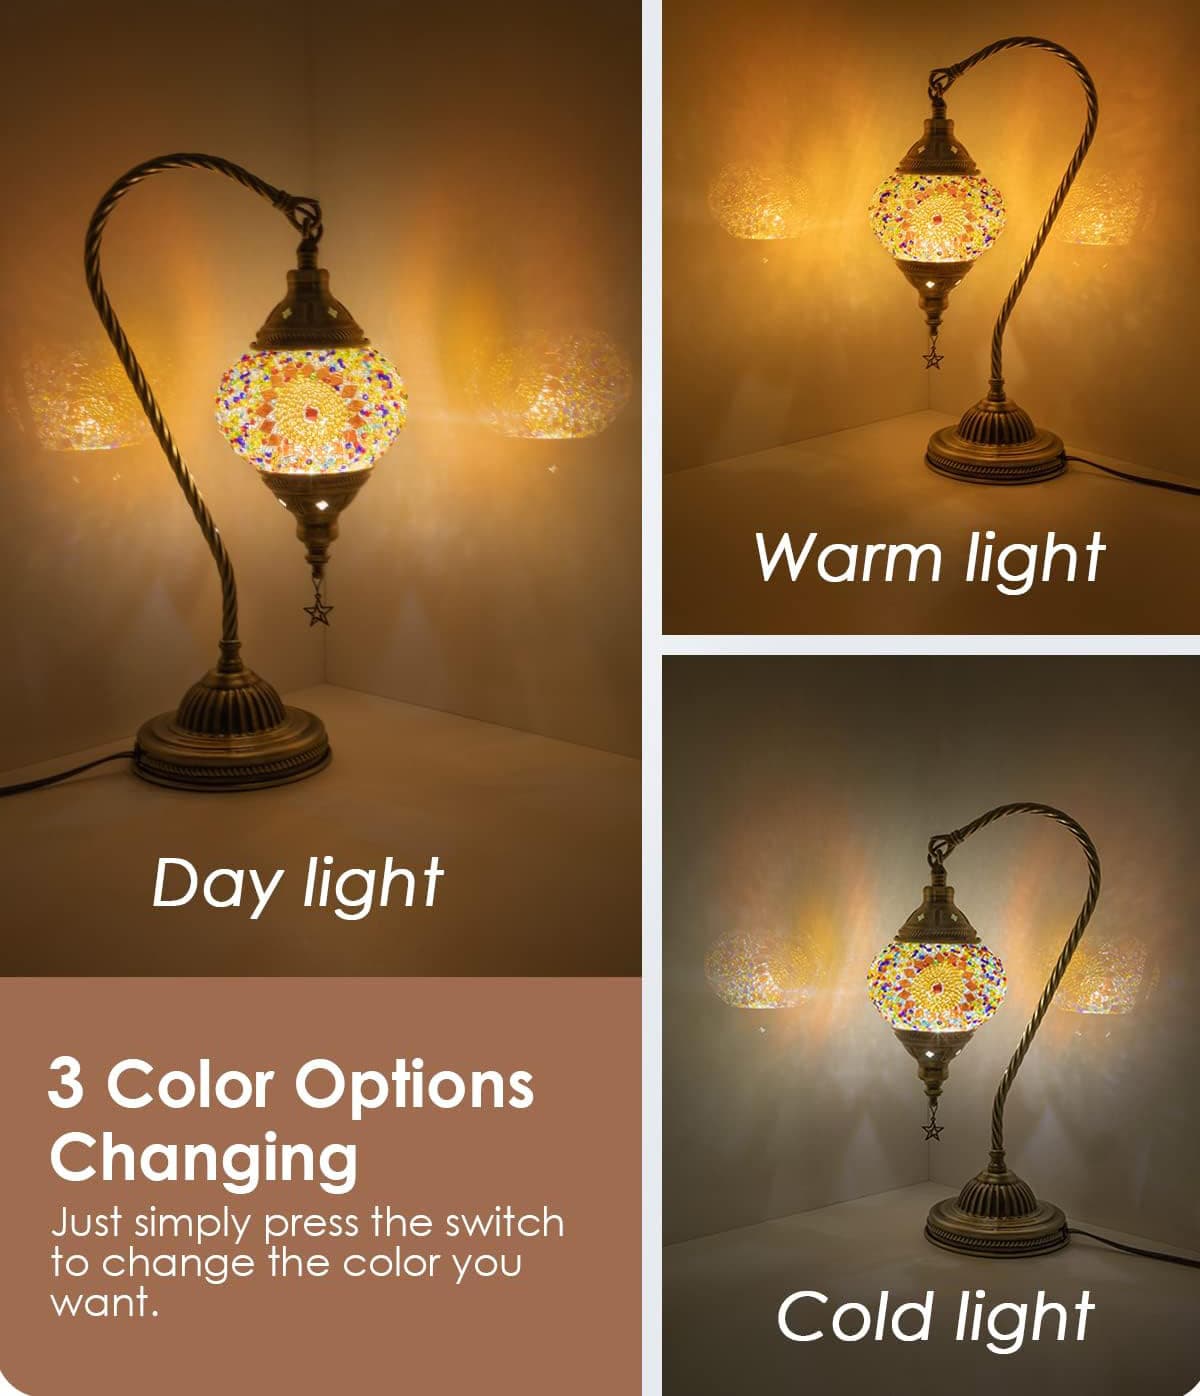 Day light
3 Color Options
Changing
Just simply press the switch
to change the color you
want.
Warm light
Cold light